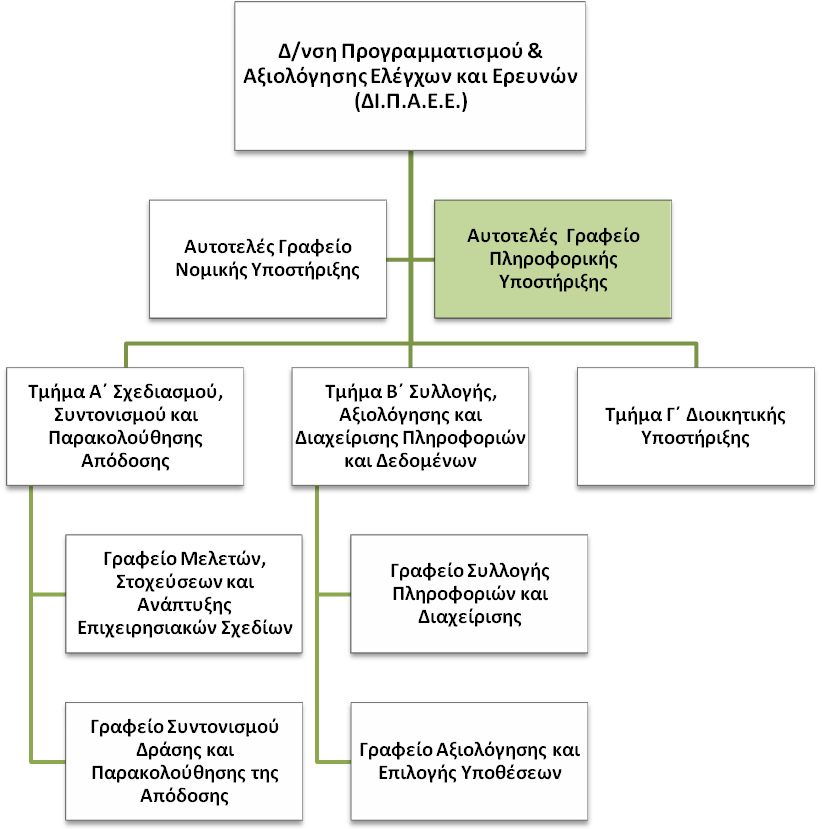 Δ/νση Προγραμματισμού &
Αξιολόγησης Ελέγχων και Ερευνών
(ΔΙ.Π.Α.Ε.Ε.)
Αυτοτελές Γραφείο
Νομικής Υποστήριξης
Αυτοτελές Γραφείο
Πληροφορικής
Υποστήριξης
Τμήμα Α΄ Σχεδιασμού,
Συντονισμού και
Παρακολούθησης
Απόδοσης
Τμήμα Β΄ Συλλογής,
Αξιολόγησης και
Διαχείρισης Πληροφοριών
και Δεδομένων
Τμήμα Γ΄ Διοικητικής
Υποστήριξης
Γραφείο Μελετών,
Στοχεύσεων και
Ανάπτυξης
Επιχειρησιακών Σχεδίων
Γραφείο Συλλογής
Πληροφοριών και
Διαχείρισης
Γραφείο Συντονισμού
Δράσης και
Παρακολούθησης της
Απόδοσης
Γραφείο Αξιολόγησης και
Επιλογής Υποθέσεων